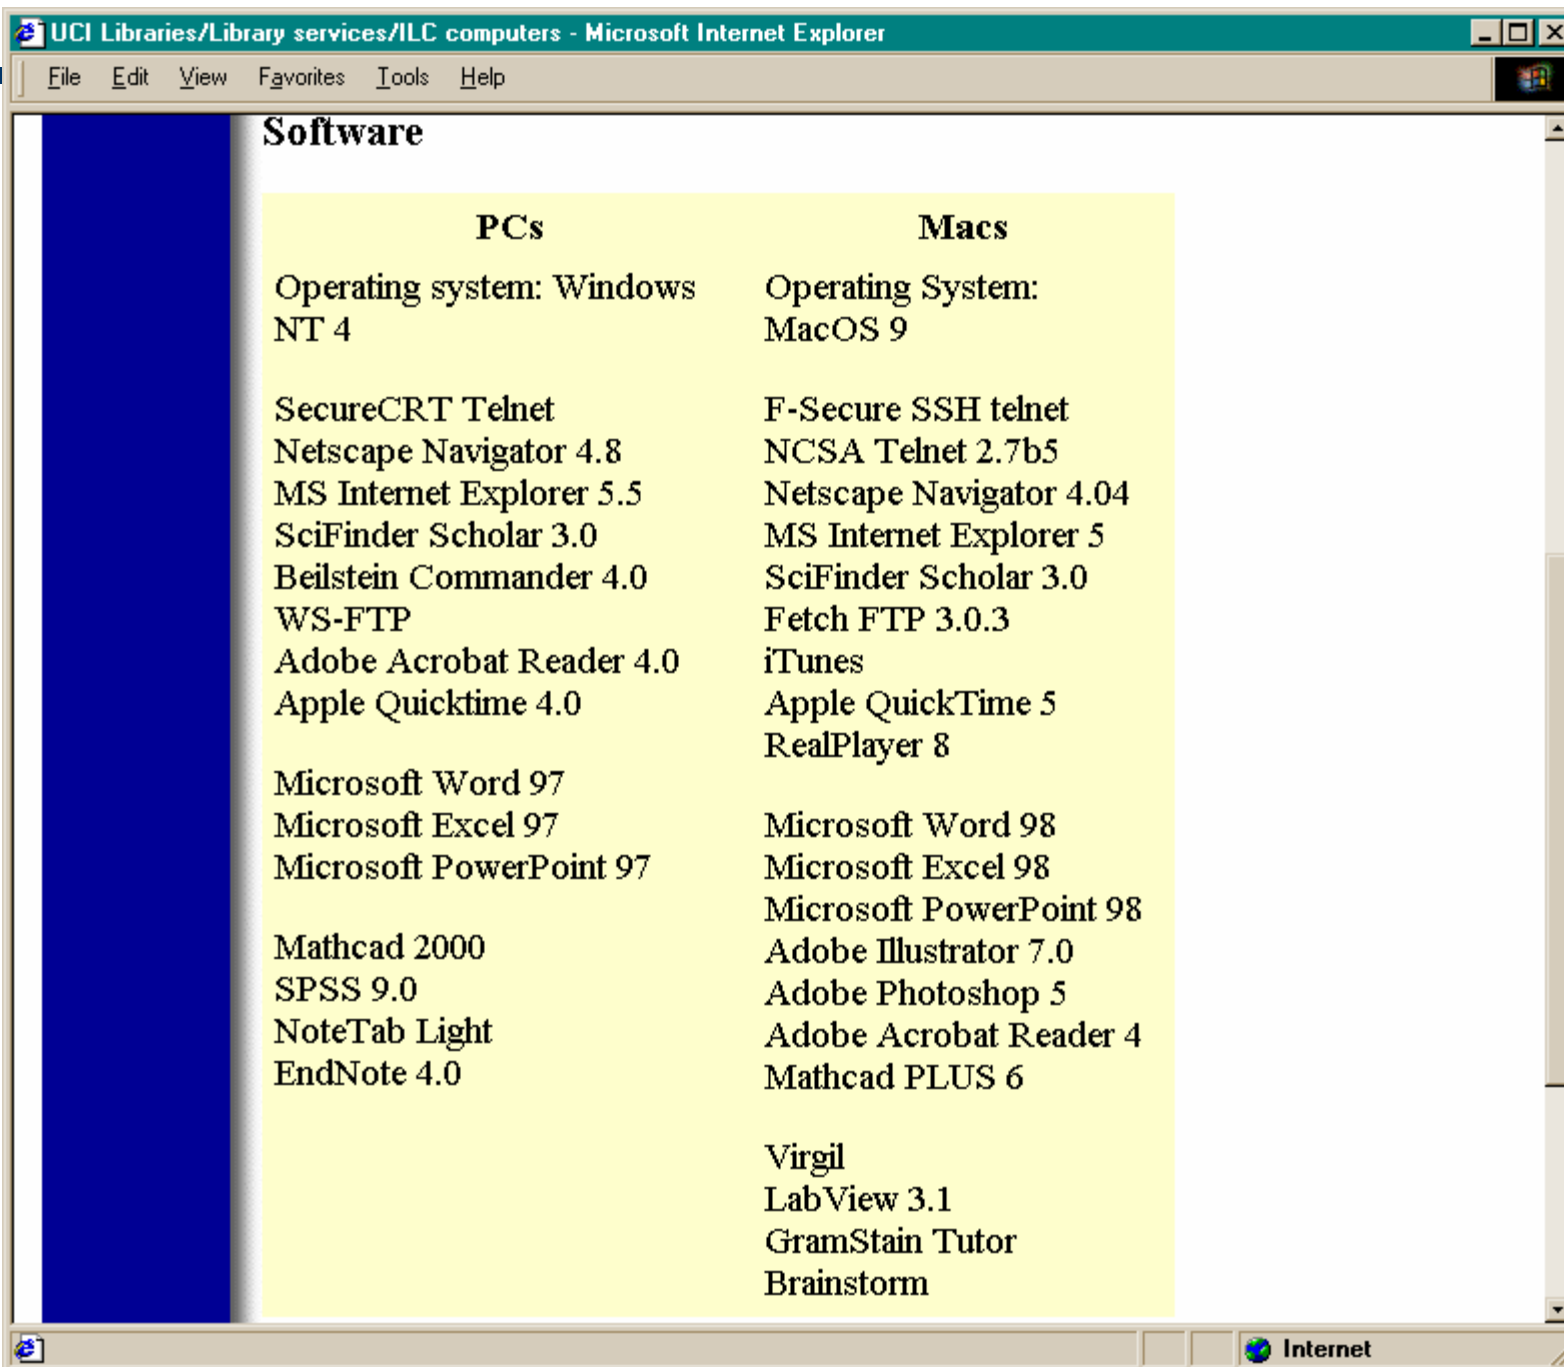 UCI Libraries/Library services/ILC computers - Microsoft Internet Explorer
File Edit View Favorites Tools Help
Software
PCs
Operating system: Windows
NT 4
SecureCRT Telnet
Netscape Navigator 4.8
MS Internet Explorer 5.5
SciFinder Scholar 3.0
Beilstein Commander 4.0
WS-FTP
Adobe Acrobat Reader 4.0
Apple Quicktime 4.0
Microsoft Word 97
Microsoft Excel 97
Microsoft PowerPoint 97
Mathcad 2000
SPSS 9.0
NoteTab Light
EndNote 4.0
Macs
Operating System:
MacOS 9
F-Secure SSH telnet
NCSA Telnet 2.7b5
Netscape Navigator 4.04
MS Internet Explorer 5
SciFinder Scholar 3.0
Fetch FTP 3.0.3
iTunes
Apple QuickTime 5
RealPlayer 8
Microsoft Word 98
Microsoft Excel 98
Microsoft PowerPoint 98
Adobe Illustrator 7.0
Adobe Photoshop 5
Adobe Acrobat Reader 4
Mathcad PLUS 6
Virgil
LabView 3.1
GramStain Tutor
Brainstorm
Internet